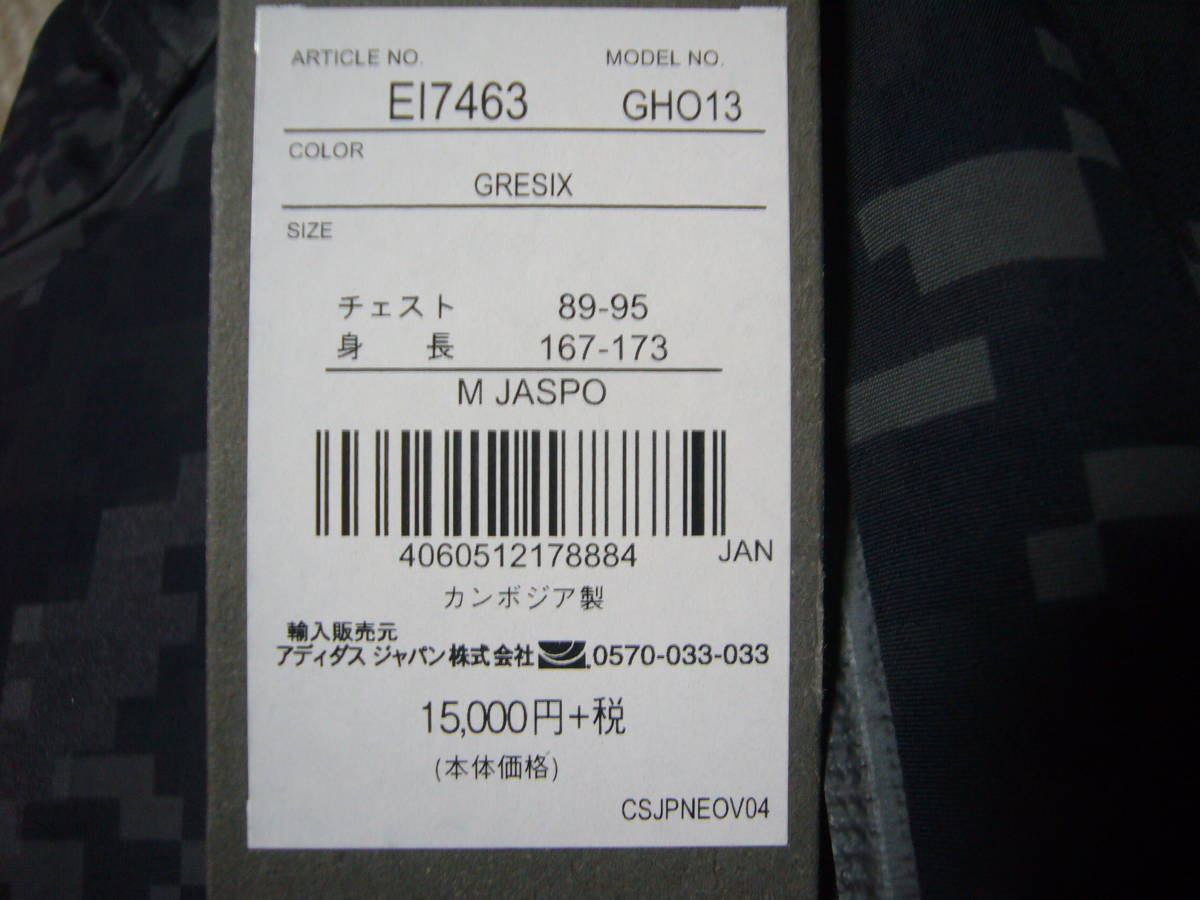 ARTICLE NO. MODEL NO.
EI7463 GHO13
COLOR
GRESIX
SIZE
チェスト 89-95
身 長 167-173
M JASPO
4060512178884 JAN
カンボジア製
輸入販売元
アディダス ジャパン株式会社 0570-033-033
15,000円+税
(本体価格)
CSJPNEOV04